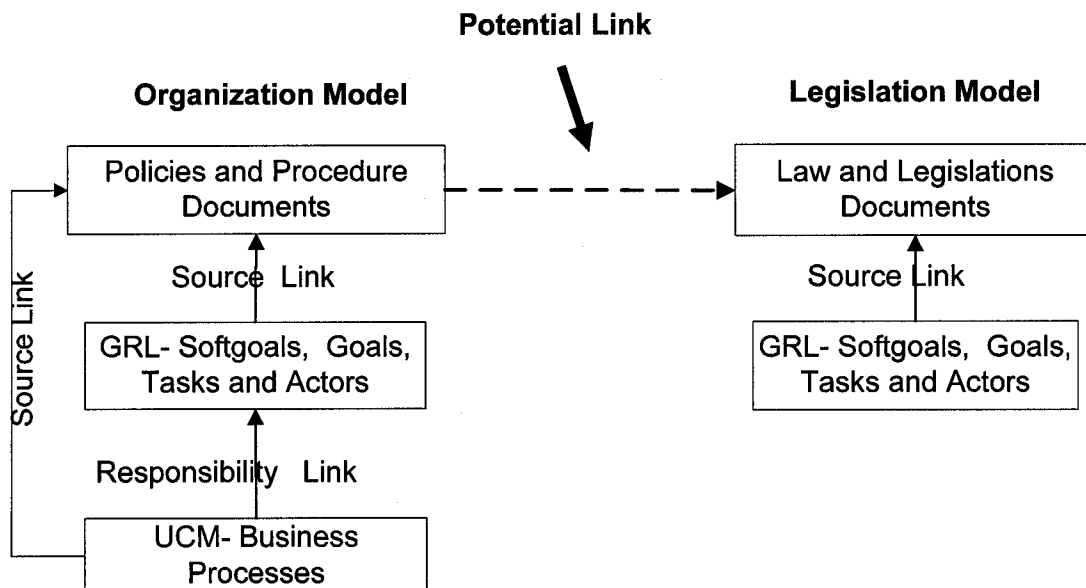 Potential Link
Organization Model
Legislation Model
Policies and Procedure
Documents
Law and Legislations
Documents
Source Link
Source Link
Source Link
GRL- Softgoals, Goals,
Tasks and Actors
GRL- Softgoals, Goals,
Tasks and Actors
Responsibility Link
UCM- Business
Processes